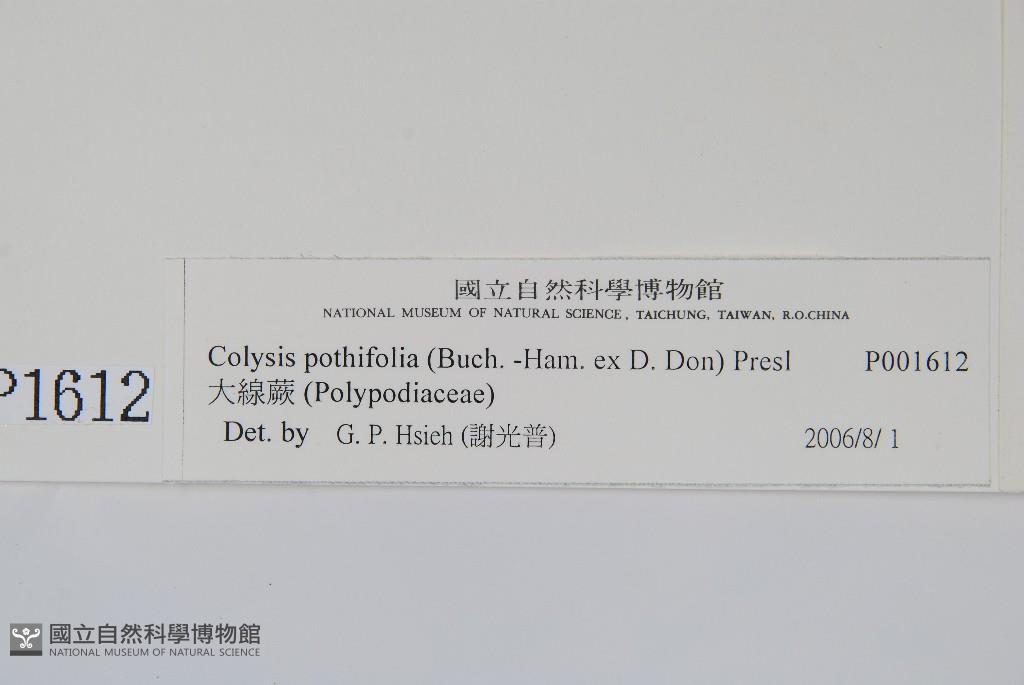 國立自然科學博物館
NATIONAL MUSEUM OF NATURAL SCIENCE, TAICHUNG, TAIWAN, R.O.CHINA
Colysis pothifolia (Buch. -Ham. ex D. Don) Presl P001612
大線蕨 (Polypodiaceae)
P1612
Det. by G. P. Hsieh (謝光普) 2006/8/ 1
國立自然科學博物館
NATIONAL MUSEUM OF NATURAL SCIENCE